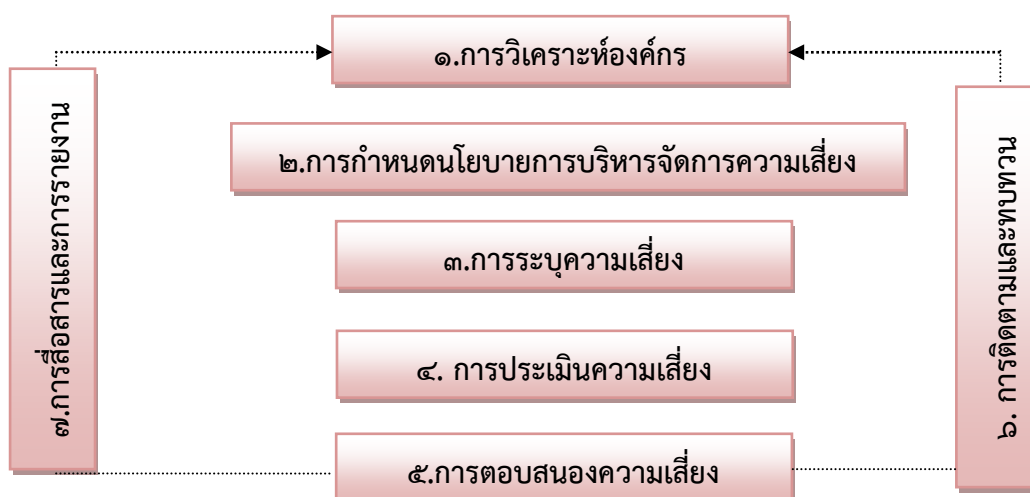 ๑.การวิเคราะห์องค์กร
๒.การกำหนดนโยบายการบริหารจัดการความเสี่ยง
๓.การระบุความเสี่ยง
๔. การประเมินความเสี่ยง
๕.การตอบสนองความเสี่ยง
๖. การติดตามและทบทวน
๗.การสื่อสารและการรายงาน